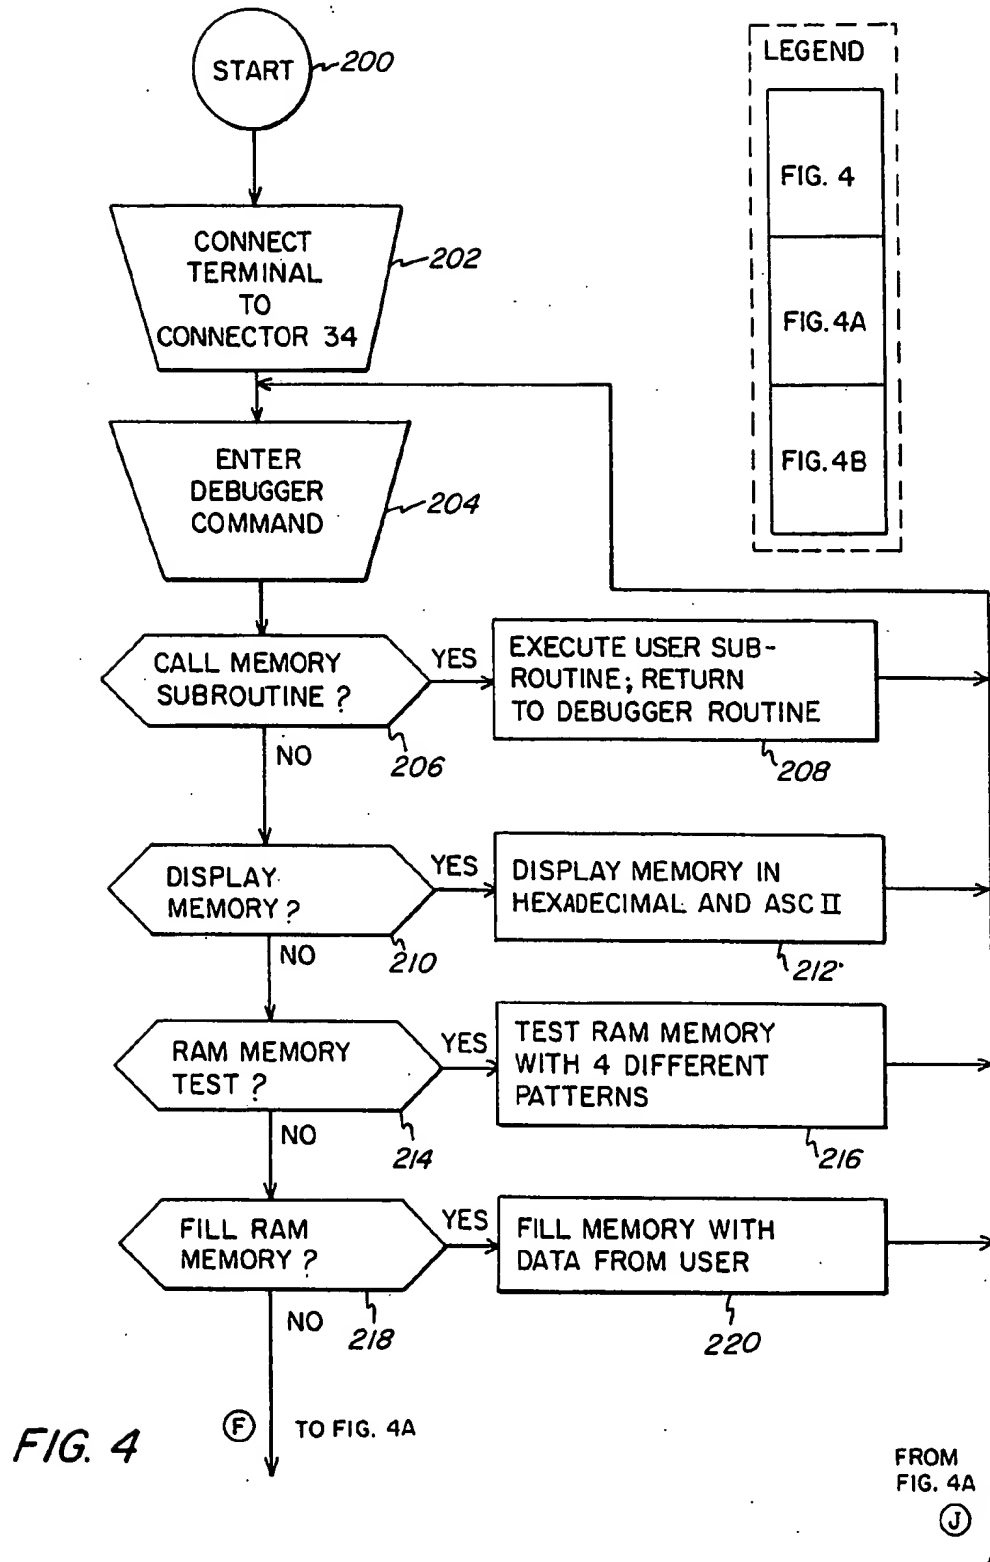 START
200
LEGEND
FIG. 4
FIG. 4A
FIG. 4B
CONNECT
TERMINAL
TO
CONNECTOR 34
202
ENTER
DEBUGGER
COMMAND
204
CALL MEMORY
SUBROUTINE ?
206
YES
EXECUTE USER SUB-
ROUTINE; RETURN
TO DEBUGGER ROUTINE
208
NO
DISPLAY
MEMORY ?
210
YES
DISPLAY MEMORY IN
HEXADECIMAL AND ASC II
212
NO
RAM MEMORY
TEST ?
214
YES
TEST RAM MEMORY
WITH 4 DIFFERENT
PATTERNS
216
NO
FILL RAM
MEMORY ?
218
YES
FILL MEMORY WITH
DATA FROM USER
220
NO
F TO FIG. 4A
FIG. 4
FROM
FIG. 4A
J